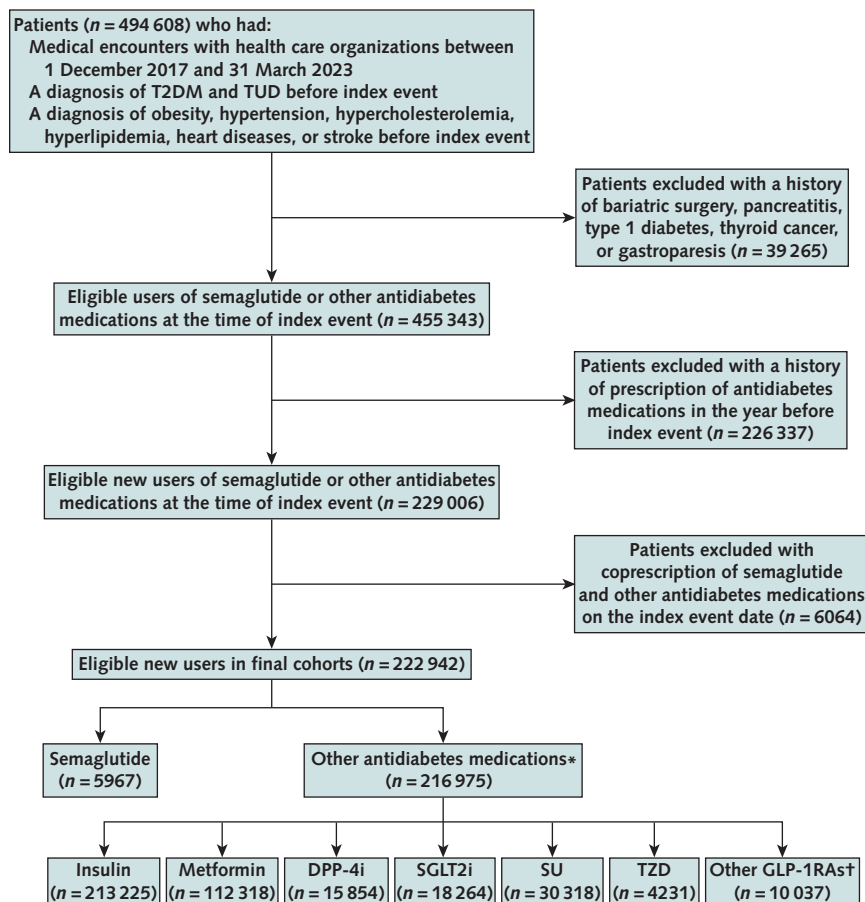 Patients (n = 494 608) who had:
Medical encounters with health care organizations between
1 December 2017 and 31 March 2023
A diagnosis of T2DM and TUD before index event
A diagnosis of obesity, hypertension, hypercholesterolemia,
hyperlipidemia, heart diseases, or stroke before index event
Patients excluded with a history
of bariatric surgery, pancreatitis,
type 1 diabetes, thyroid cancer,
or gastroparesis (n = 39 265)
Eligible users of semaglutide or other antidiabetes
medications at the time of index event (n = 455 343)
Patients excluded with a history
of prescription of antidiabetes
medications in the year before
index event (n = 226 337)
Eligible new users of semaglutide or other antidiabetes
medications at the time of index event (n = 229 006)
Patients excluded with
coprescription of semaglutide
and other antidiabetes medications
on the index event date (n = 6064)
Eligible new users in final cohorts (n = 222 942)
Semaglutide
(n = 5967)
Other antidiabetes medications*
(n = 216 975)
Insulin
(n = 213 225)
Metformin
(n = 112 318)
DPP-4i
(n = 15 854)
SGLT2i
(n = 18 264)
SU
(n = 30 318)
TZD
(n = 4231)
Other GLP-1RAs†
(n = 10 037)